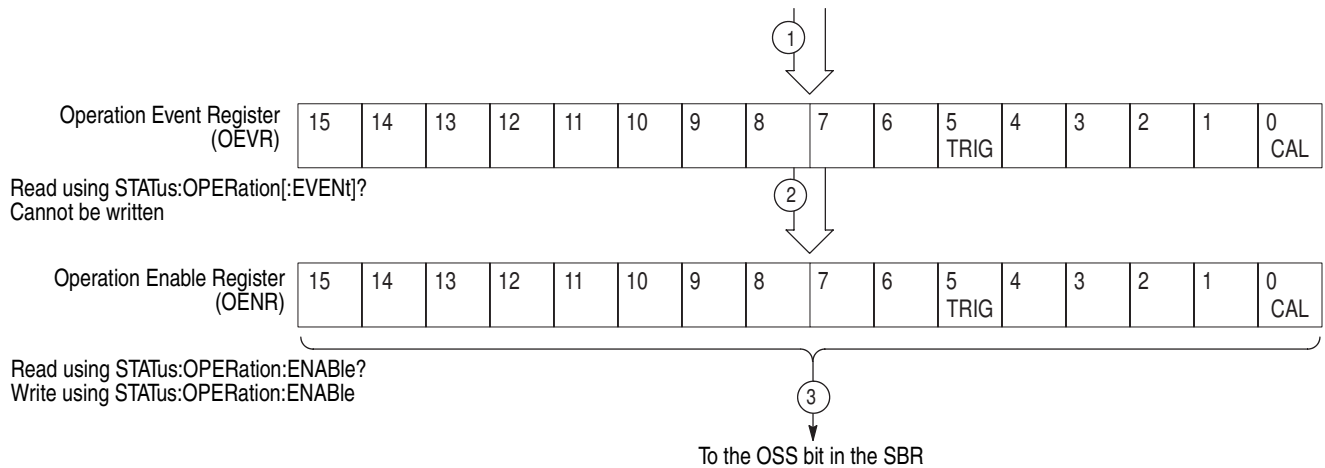 1
Operation Event Register
(OEVR)
15 14 13 12 11 10 9 8 7 6 5 4 3 2 1 0
TRIG CAL
Read using STATus:OPERation[:EVENt]?
Cannot be written
2
Operation Enable Register
(OENR)
15 14 13 12 11 10 9 8 7 6 5 4 3 2 1 0
TRIG CAL
Read using STATus:OPERation:ENABle?
Write using STATus:OPERation:ENABle
3
To the OSS bit in the SBR